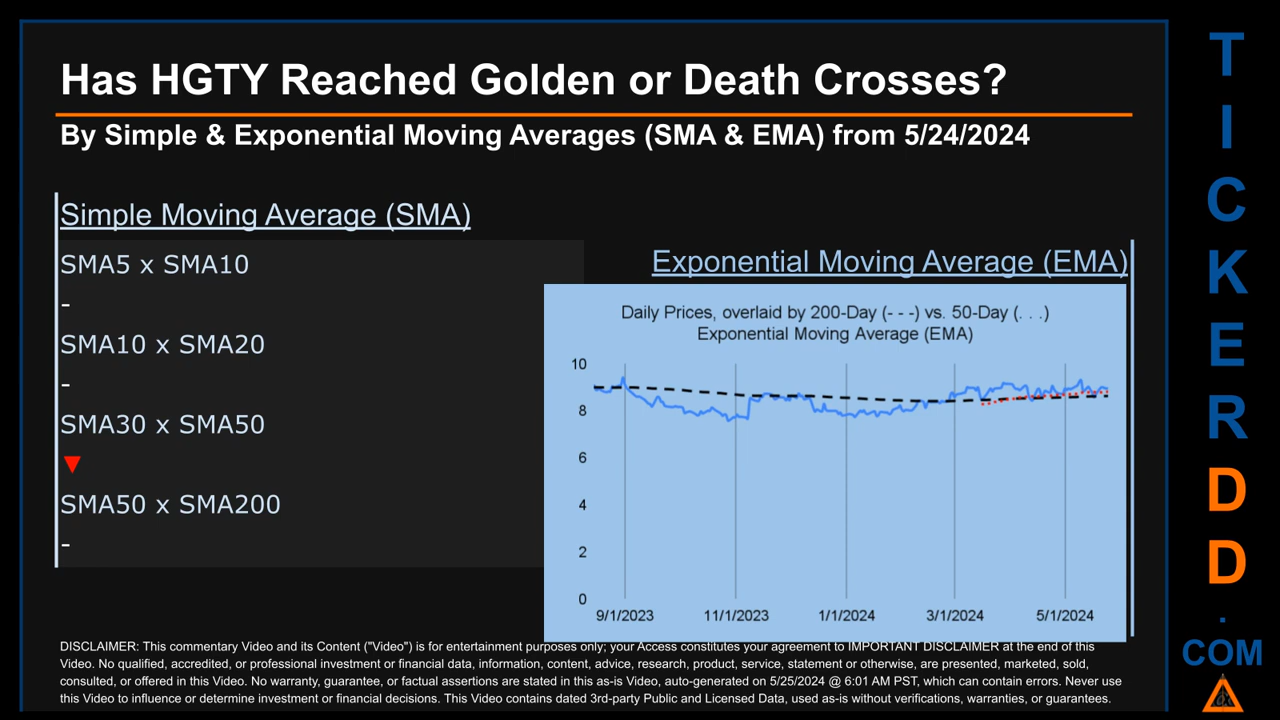 Has HGTY Reached Golden or Death Crosses?
By Simple & Exponential Moving Averages (SMA & EMA) from 5/24/2024
Simple Moving Average (SMA)
SMA5 x SMA10
-
SMA10 x SMA20
-
SMA30 x SMA50
▼
SMA50 x SMA200
-
Exponential Moving Average (EMA)
Daily Prices, overlaid by 200-Day (- - -) vs. 50-Day (. . .)
Exponential Moving Average (EMA)
10
8
6
4
2
0
9/1/2023 11/1/2023 1/1/2024 3/1/2024 5/1/2024
DISCLAIMER: This commentary Video and its Content ("Video") is for entertainment purposes only; your Access constitutes your agreement to IMPORTANT DISCLAIMER at the end of this
Video. No qualified, accredited, or professional investment or financial data, information, content, advice, research, product, service, statement or otherwise, are presented, marketed, sold,
consulted, or offered in this Video. No warranty, guarantee, or factual assertions are stated in this as-is Video, auto-generated on 5/25/2024 @ 6:01 AM PST, which can contain errors. Never use
this Video to influence or determine investment or financial decisions. This Video contains dated 3rd-party Public and Licensed Data, used as-is without verifications, warranties, or guarantees.
T
I
C
K
E
R
D
D
.
COM